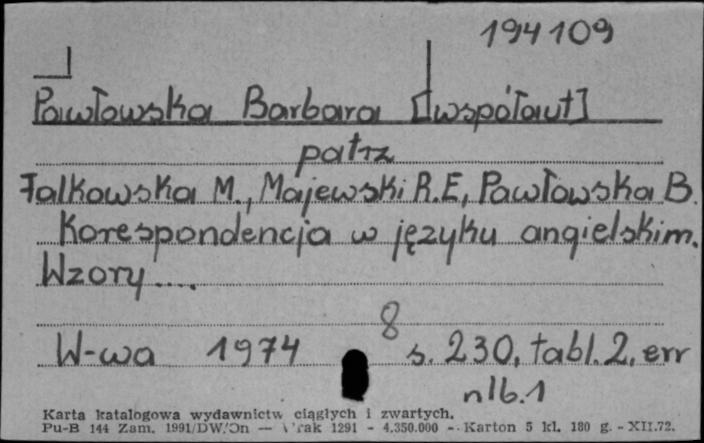 194109
Pawłowska Barbara [współaut]
patrz
Falkowska M., Majewski R.E, Pawłowska B.
Korespondencja w języku angielskim.
Wzory ....
W-wa 1974 8 s. 230, tabl. 2, err
nlb. 1
Karta katalogowa wydawnictw ciągłych i zwartych.
Pu-B 144 Zam. 1991/DW/Dn — 1291 - 4.350.000 - Karton 5 kl. 180 g. - XII.72.